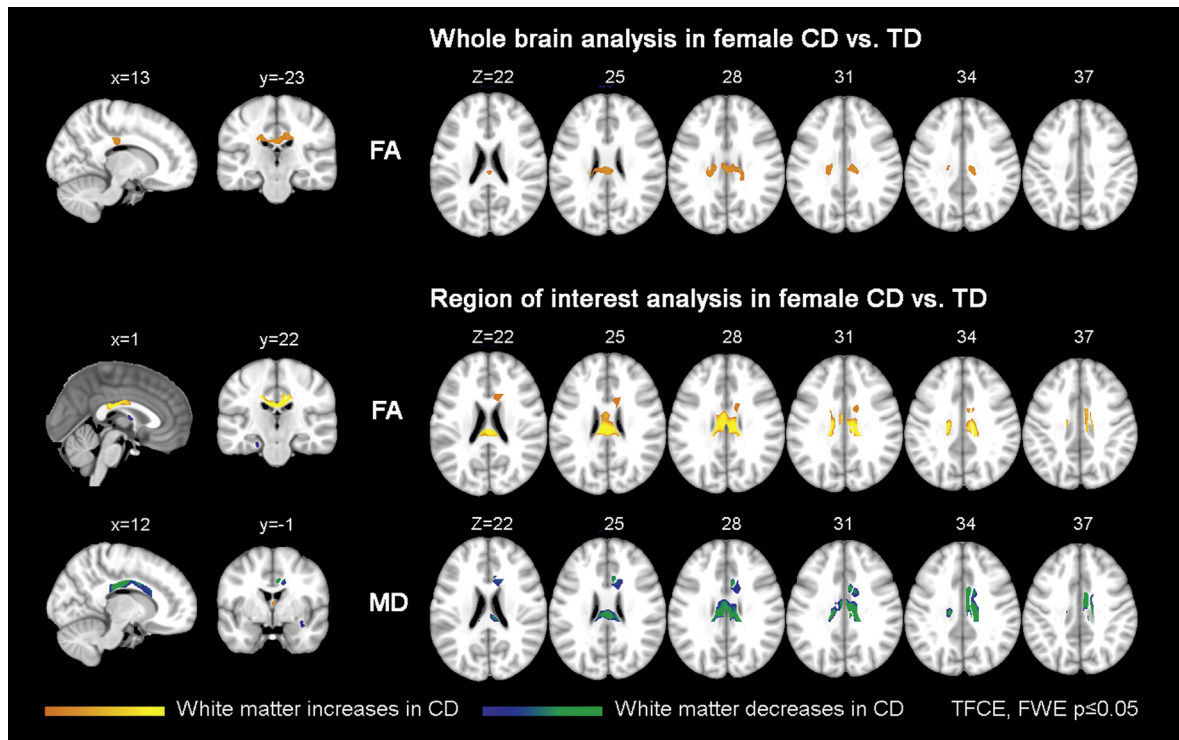 Whole brain analysis in female CD vs. TD
x=13 y=-23 Z=22 25 28 31 34 37
FA
Region of interest analysis in female CD vs. TD
x=1 y=22 Z=22 25 28 31 34 37
FA
x=12 y=-1 Z=22 25 28 31 34 37
MD
White matter increases in CD White matter decreases in CD TFCE, FWE p≤0.05